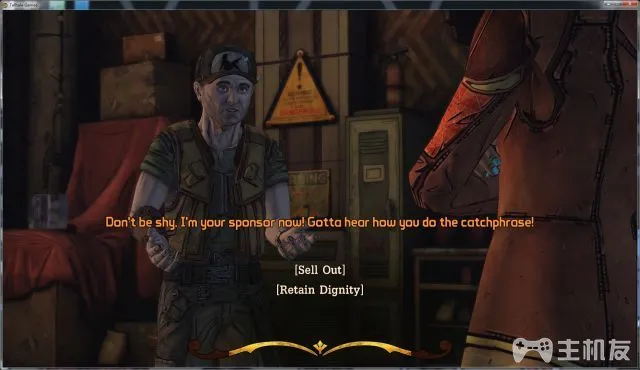 Telltale Games
Don't be shy, I'm your sponsor now! Gotta hear how you do the catchphrase!
[Sell Out]
[Retain Dignity]
主机友